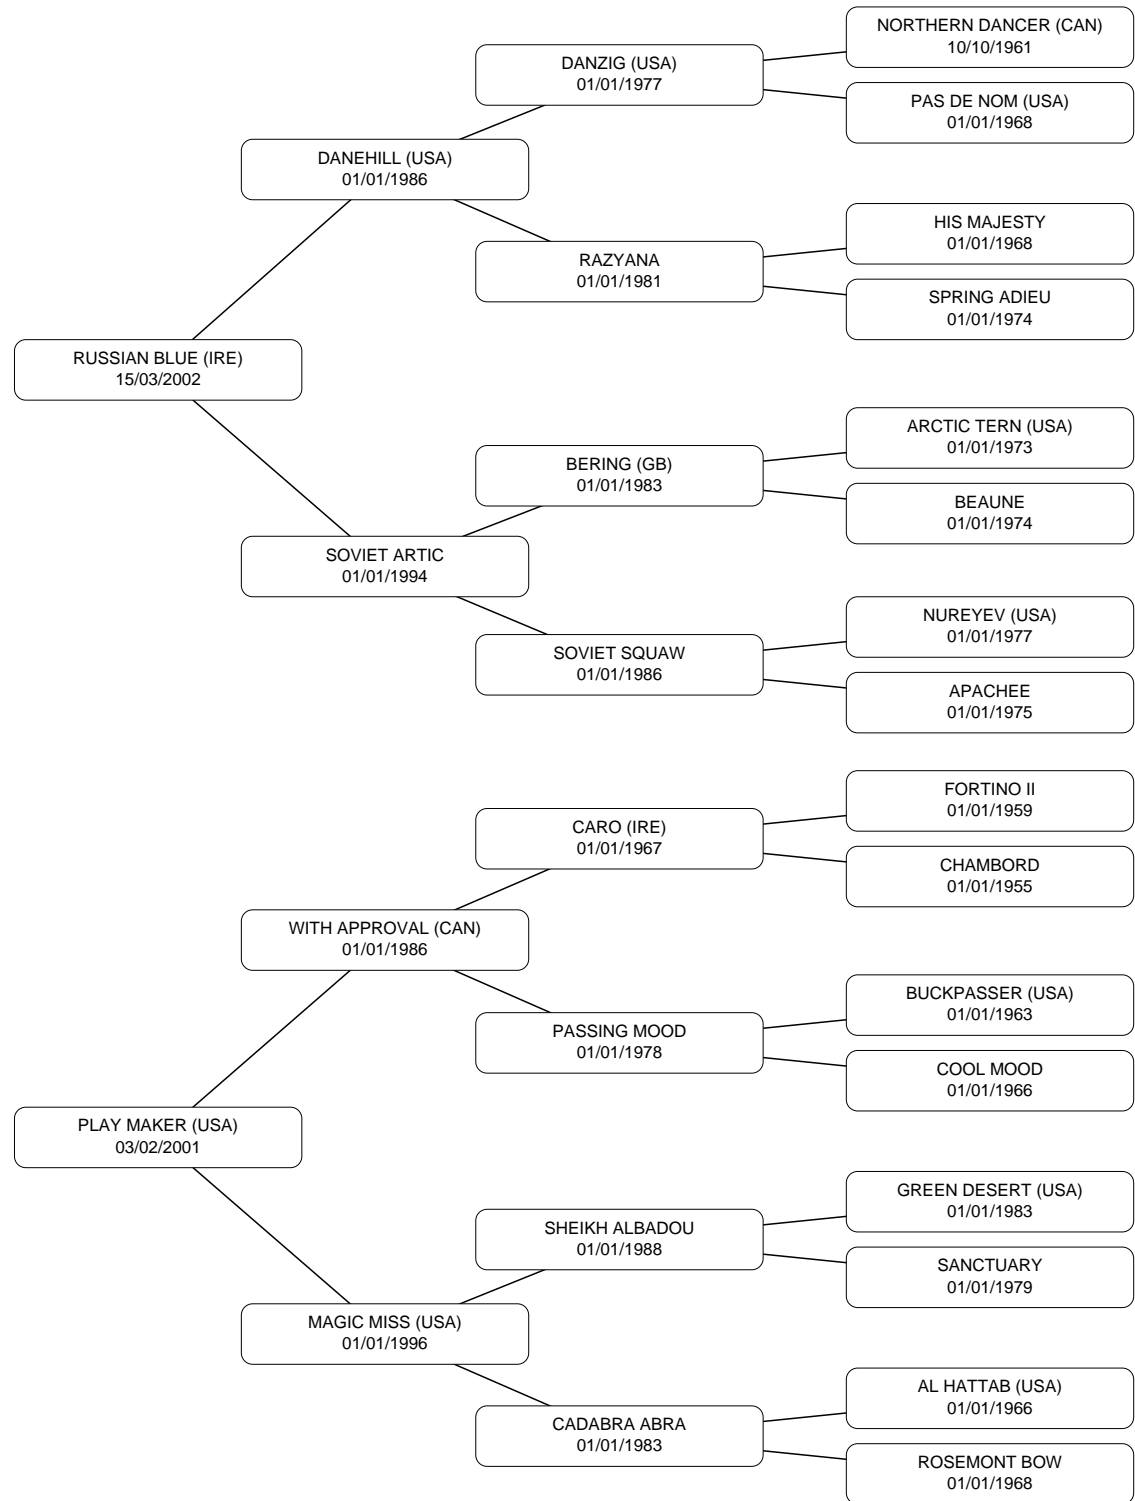 NORTHERN DANCER (CAN)
10/10/1961
DANZIG (USA)
01/01/1977
PAS DE NOM (USA)
01/01/1968
DANEHILL (USA)
01/01/1986
HIS MAJESTY
01/01/1968
RAZYANA
01/01/1981
SPRING ADIEU
01/01/1974
RUSSIAN BLUE (IRE)
15/03/2002
ARCTIC TERN (USA)
01/01/1973
BERING (GB)
01/01/1983
BEAUNE
01/01/1974
SOVIET ARTIC
01/01/1994
NUREYEV (USA)
01/01/1977
SOVIET SQUAW
01/01/1986
APACHEE
01/01/1975
FORTINO II
01/01/1959
CARO (IRE)
01/01/1967
CHAMBORD
01/01/1955
WITH APPROVAL (CAN)
01/01/1986
BUCKPASSER (USA)
01/01/1963
PASSING MOOD
01/01/1978
COOL MOOD
01/01/1966
PLAY MAKER (USA)
03/02/2001
GREEN DESERT (USA)
01/01/1983
SHEIKH ALBADOU
01/01/1988
SANCTUARY
01/01/1979
MAGIC MISS (USA)
01/01/1996
AL HATTAB (USA)
01/01/1966
CADABRA ABRA
01/01/1983
ROSEMONT BOW
01/01/1968